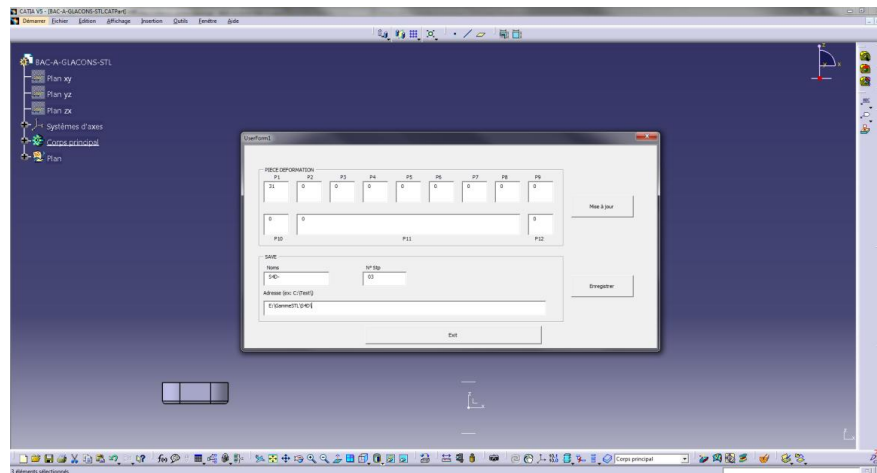 CATIA V5 - [BAC-A-GLACONS-STL.CATPart]
Démarrer Fichier Edition Affichage Insertion Outils Fenêtre Aide
BAC-A-GLACONS-STL
Plan xy
Plan yz
Plan zx
Systèmes d'axes
Corps principal
Plan
z
x
UserForm1
PIECE DEFORMATION
P1 P2 P3 P4 P5 P6 P7 P8 P9
31 0 0 0 0 0 0 0 0
Mise à jour
0 0 0
P10 P11 P12
SAVE
Noms N° Stp
S4D- 03
Enregistrer
Adresse (ex: C:\Test\)
E:\GammeSTL\S4D\
Exit
Corps principal
3 éléments sélectionnés